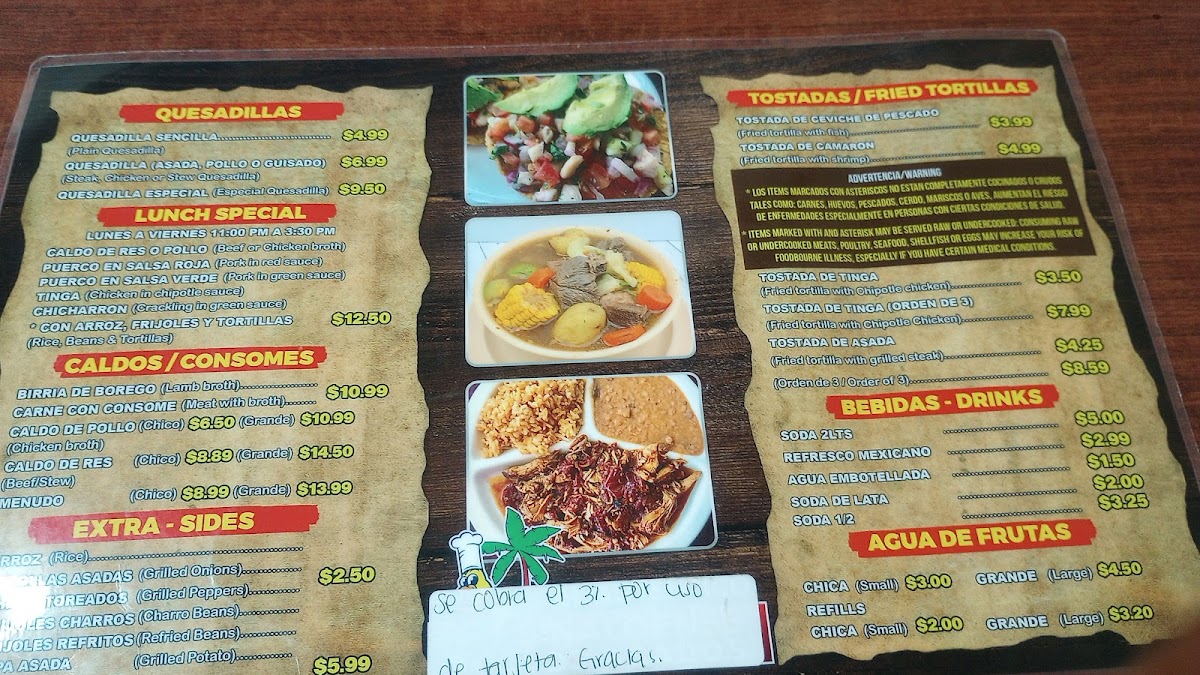 QUESADILLAS
QUESADILLA SENCILLA............................ $4.99
(Plain Quesadilla)
QUESADILLA (ASADA, POLLO O GUISADO) $6.99
(Steak, Chicken or Stew Quesadilla)
QUESADILLA ESPECIAL (Especial Quesadilla) $9.50
LUNCH SPECIAL
LUNES A VIERNES 11:00 PM A 3:30 PM
CALDO DE RES O POLLO (Beef or Chicken broth)
PUERCO EN SALSA ROJA (Pork in red sauce)
PUERCO EN SALSA VERDE (Pork in green sauce)
TINGA (Chicken in chipotle sauce)
CHICHARRON (Crackling in green sauce)
* CON ARROZ, FRIJOLES Y TORTILLAS $12.50
(Rice, Beans & Tortillas)
CALDOS / CONSOMES
BIRRIA DE BOREGO (Lamb broth)................... $10.99
CARNE CON CONSOME (Meat with broth)........ $10.99
CALDO DE POLLO (Chico) $6.50 (Grande)
(Chicken broth)
CALDO DE RES (Chico) $8.89 (Grande) $14.50
(Beef/Stew)
MENUDO (Chico) $8.99 (Grande) $13.99
EXTRA - SIDES
(Rice)..................................................
ASADAS (Grilled Onions)....................
(Grilled Peppers)................... $2.50
CHARROS (Charro Beans)....................
REFRITOS (Refried Beans)...............
ASADA (Grilled Potato)...................... $5.99
se cobra el 3%. por uso
de tarjeta. Gracias.
TOSTADAS / FRIED TORTILLAS
TOSTADA DE CEVICHE DE PESCADO
(Fried tortilla with fish)................................ $3.99
TOSTADA DE CAMARON
(Fried tortilla with shrimp)............................ $4.99
ADVERTENCIA/WARNING
* LOS ITEMS MARCADOS CON ASTERISCOS NO ESTAN COMPLETAMENTE COCINADOS O CRUDOS
TALES COMO: CARNES, HUEVOS, PESCADOS, CERDO, MARISCOS O AVES, AUMENTAN EL RIESGO
DE ENFERMEDADES ESPECIALMENTE EN PERSONAS CON CIERTAS CONDICIONES DE SALUD.
* ITEMS MARKED WITH AND ASTERISK MAY BE SERVED RAW OR UNDERCOOKED: CONSUMING RAW
OR UNDERCOOKED MEATS, POULTRY, SEAFOOD, SHELLFISH OR EGGS MAY INCREASE YOUR RISK OF
FOODBOURNE ILLNESS, ESPECIALLY IF YOU HAVE CERTAIN MEDICAL CONDITIONS.
TOSTADA DE TINGA
(Fried tortilla with Chipotle chicken)................ $3.50
TOSTADA DE TINGA (ORDEN DE 3)
(Fried tortilla with Chipotle Chicken)................ $7.99
TOSTADA DE ASADA
(Fried tortilla with grilled steak)...................... $4.25
(Orden de 3 / Order of 3)............................... $8.59
BEBIDAS - DRINKS
SODA 2LTS ........................ $5.00
REFRESCO MEXICANO ........................ $2.99
AGUA EMBOTELLADA ........................ $1.50
SODA DE LATA ........................ $2.00
SODA 1/2 ........................ $3.25
AGUA DE FRUTAS
CHICA (Small) $3.00 GRANDE (Large) $4.50
REFILLS
CHICA (Small) $2.00 GRANDE (Large) $3.20